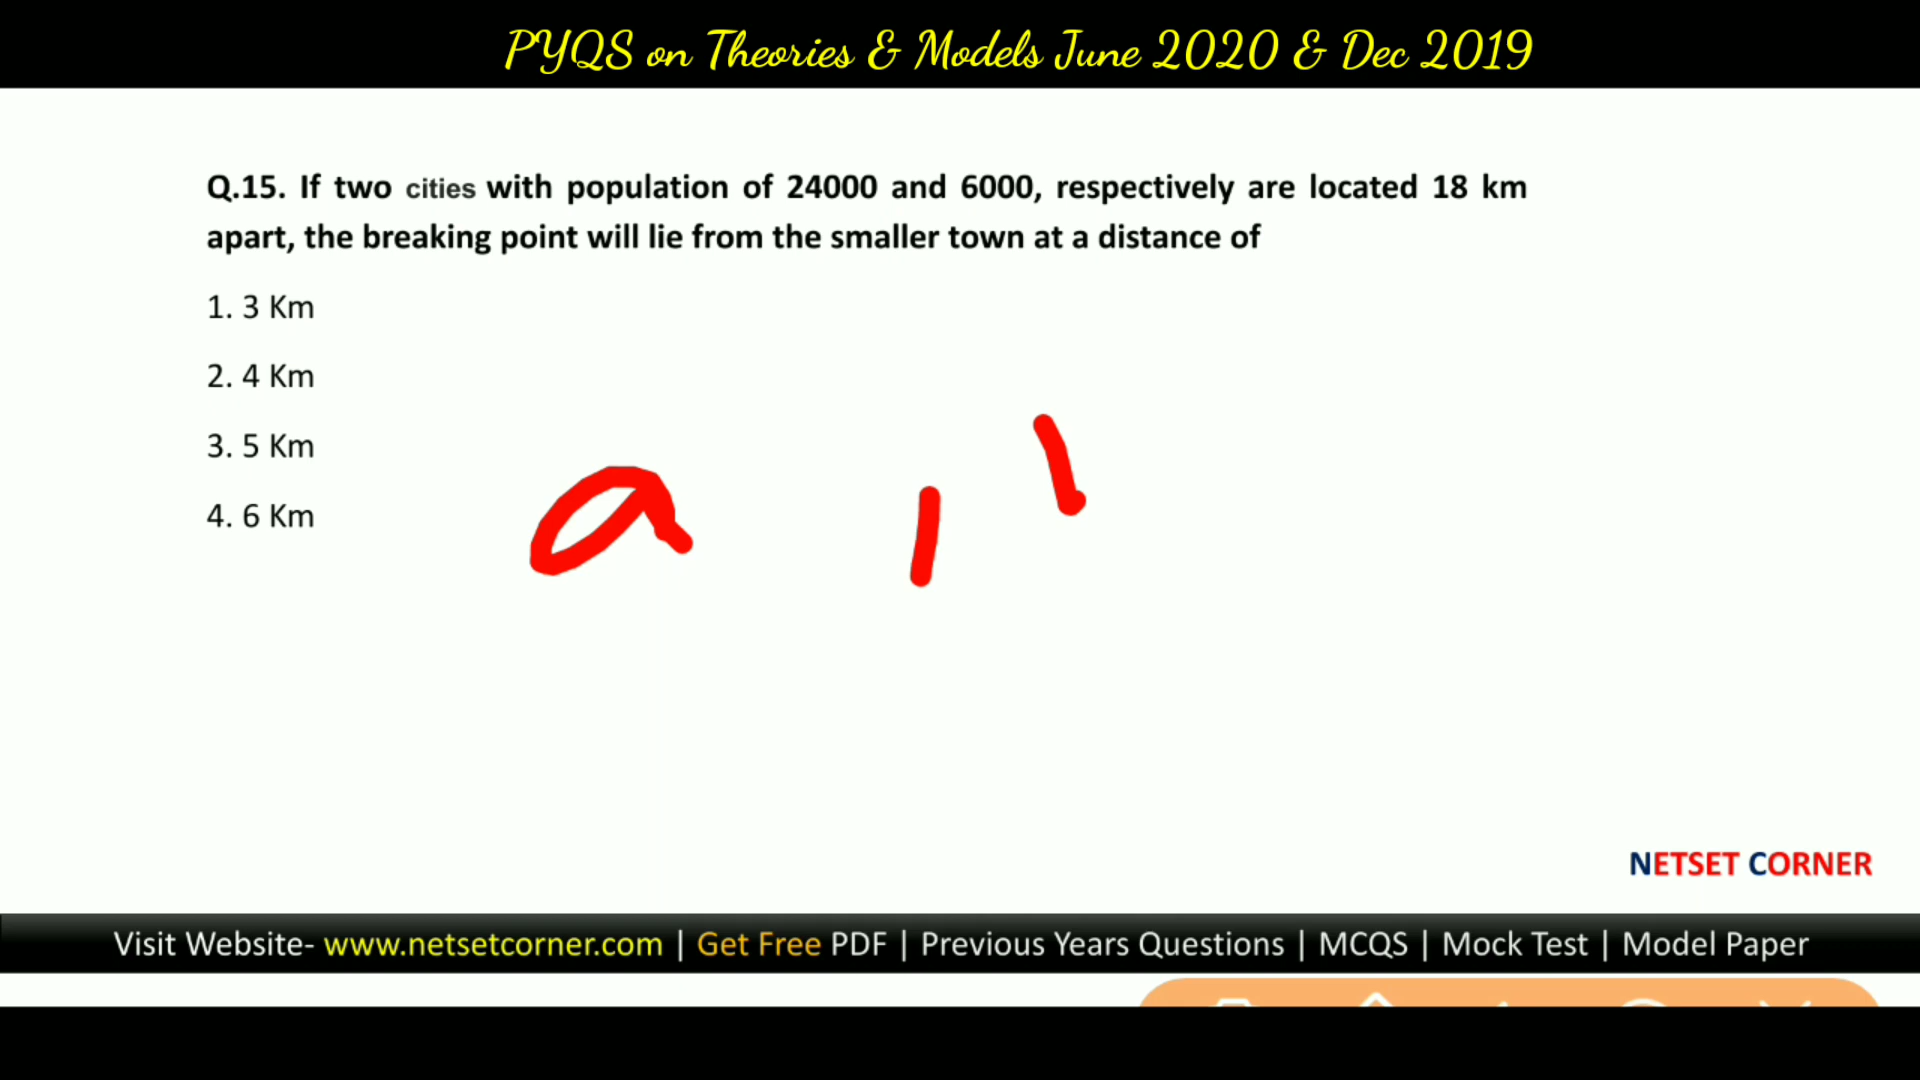 PYQS on Theories & Models June 2020 & Dec 2019
Q.15. If two cities with population of 24000 and 6000, respectively are located 18 km
apart, the breaking point will lie from the smaller town at a distance of
1. 3 Km
2. 4 Km
3. 5 Km
4. 6 Km
NETSET CORNER
Visit Website- www.netsetcorner.com | Get Free PDF | Previous Years Questions | MCQS | Mock Test | Model Paper